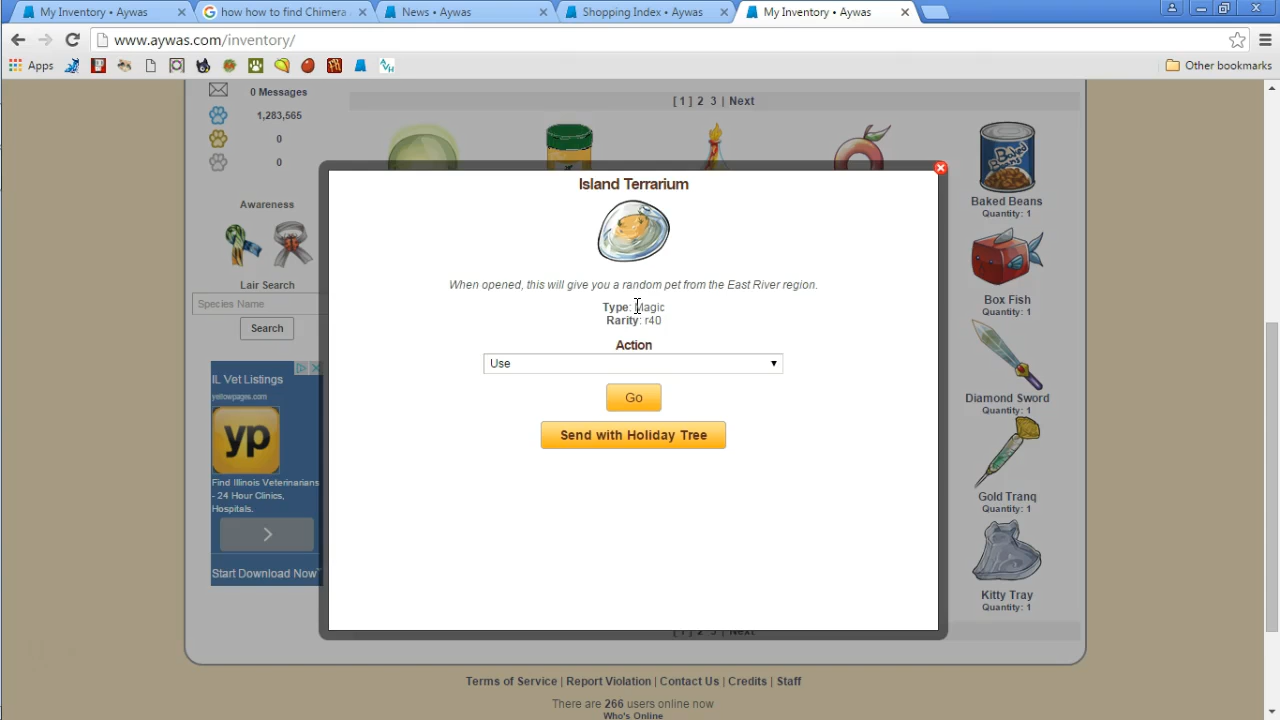 My Inventory • Aywas
how how to find Chimera
News • Aywas
Shopping Index • Aywas
My Inventory • Aywas
www.aywas.com/inventory/
Apps
Other bookmarks
0 Messages
1,283,565
0
0
Awareness
Lair Search
Species Name
Search
IL Vet Listings
yellowpages.com
yp
Find Illinois Veterinarians
- 24 Hour Clinics,
Hospitals.
Start Download Now
[ 1 ] 2 3 | Next
Island Terrarium
When opened, this will give you a random pet from the East River region.
Type: Magic
Rarity: r40
Action
Use
Go
Send with Holiday Tree
Baked Beans
Quantity: 1
Box Fish
Quantity: 1
Diamond Sword
Quantity: 1
Gold Tranq
Quantity: 1
Kitty Tray
Quantity: 1
[ 1 ] 2 3 | Next
Terms of Service | Report Violation | Contact Us | Credits | Staff
There are 266 users online now
Who's Online